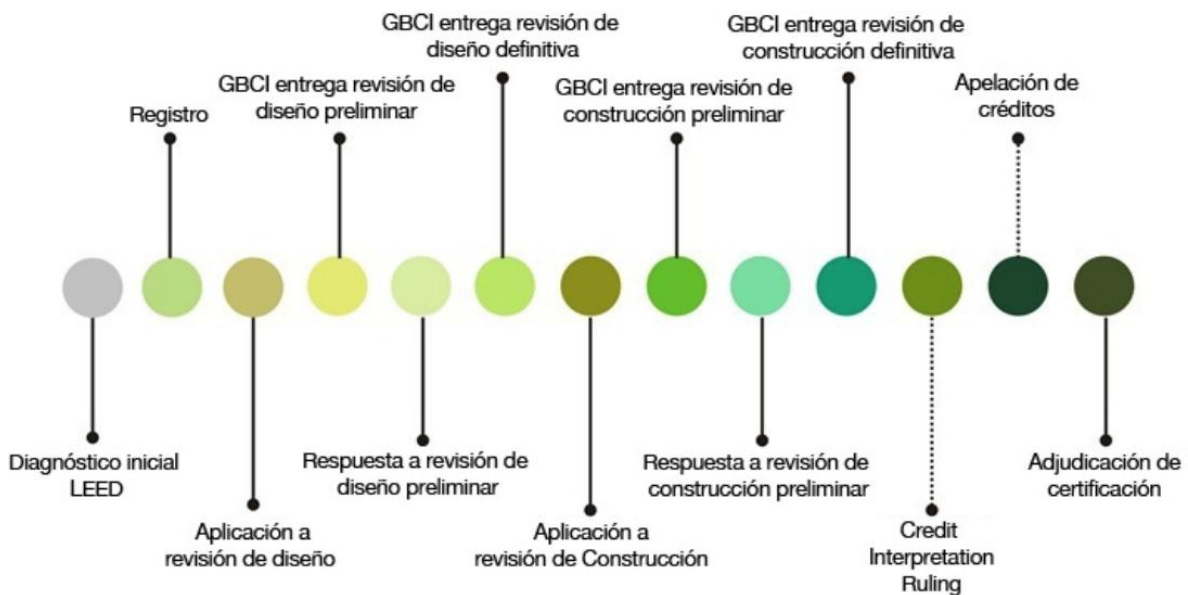 GBCI entrega revisión de
diseño definitiva
GBCI entrega revisión de
construcción definitiva
GBCI entrega revisión de
diseño preliminar
GBCI entrega revisión de
construcción preliminar
Apelación de
créditos
Registro
Diagnóstico inicial
LEED
Respuesta a revisión de
diseño preliminar
Respuesta a revisión de
construcción preliminar
Adjudicación de
certificación
Aplicación a
revisión de diseño
Aplicación a
revisión de Construcción
Credit
Interpretation
Ruling